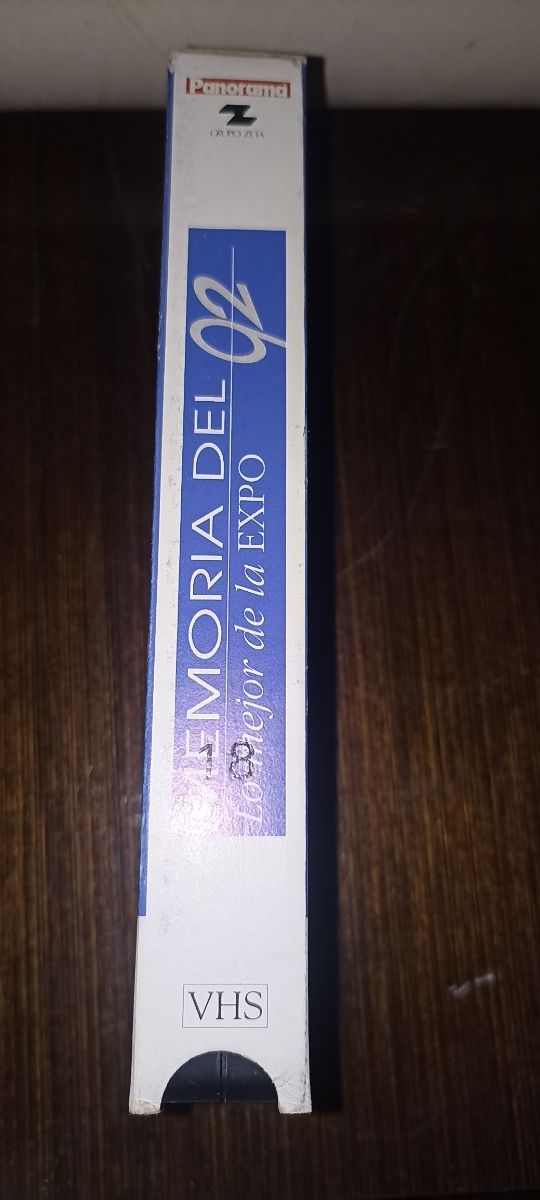 Panorama
GRUPO ZETA
MEMORIA DEL 92
Lo mejor de la EXPO
18
VHS